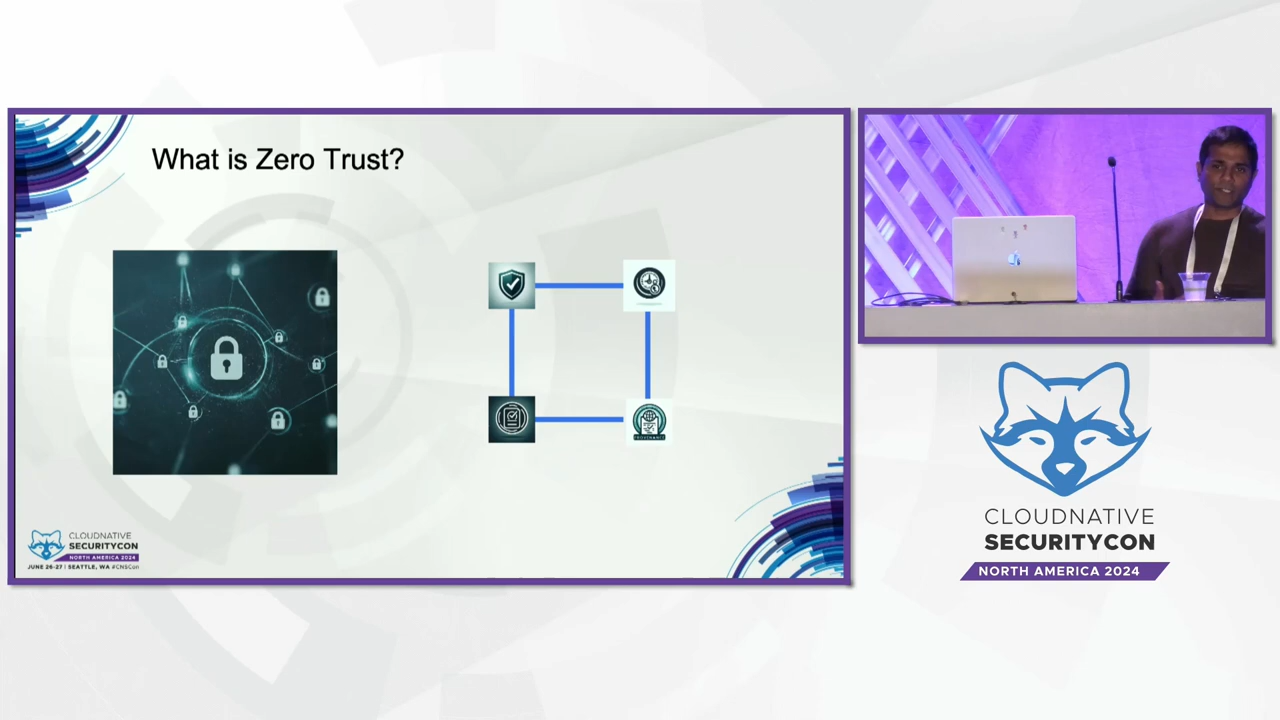 What is Zero Trust?
PROVENANCE
CLOUDNATIVE
SECURITYCON
NORTH AMERICA 2024
JUNE 26-27 | SEATTLE, WA #CNSCon
CLOUDNATIVE
SECURITYCON
NORTH AMERICA 2024